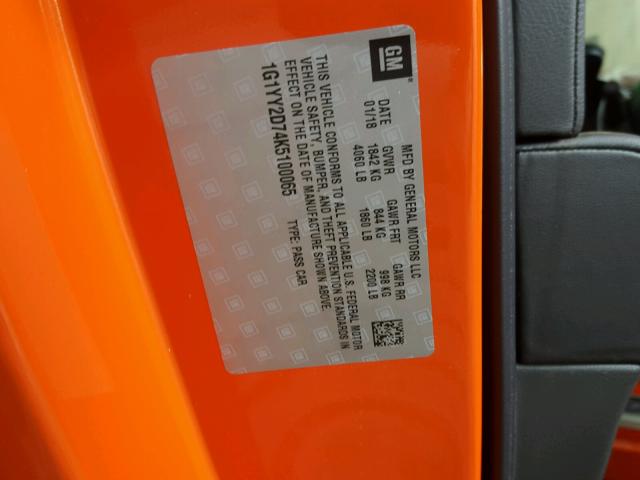 GM
MFD BY GENERAL MOTORS LLC
DATE GVWR GAWR FRT GAWR RR
01/18 1842 KG 844 KG 998 KG
4060 LB 1860 LB 2200 LB
THIS VEHICLE CONFORMS TO ALL APPLICABLE U.S. FEDERAL MOTOR
VEHICLE SAFETY, BUMPER, AND THEFT PREVENTION STANDARDS IN
EFFECT ON THE DATE OF MANUFACTURE SHOWN ABOVE.
1G1YY2D74K5100065 TYPE: PASS CAR